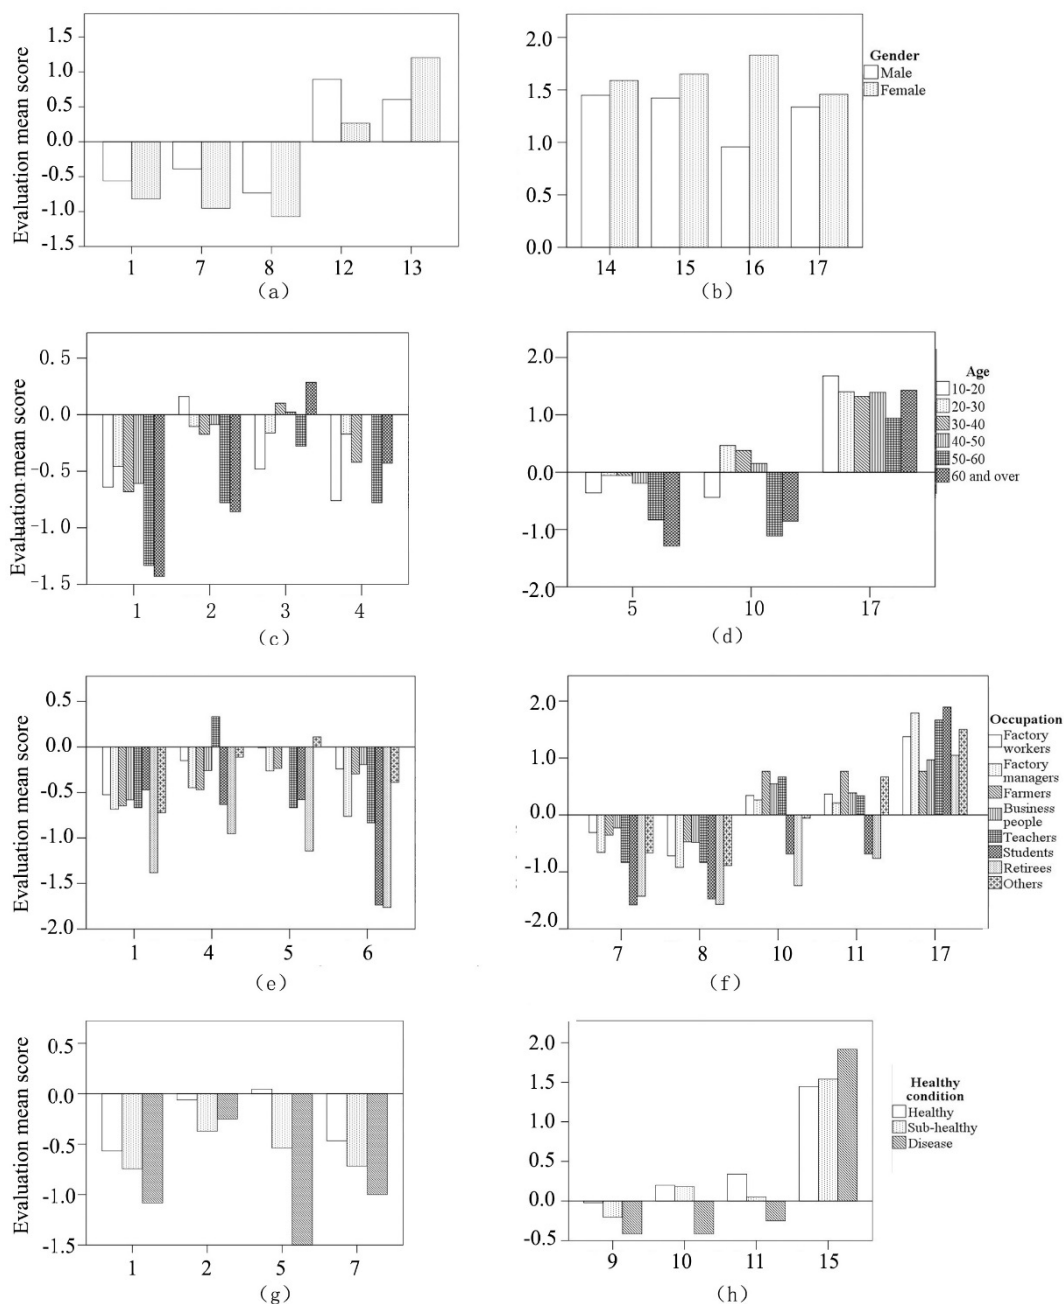 Evaluation mean score
1.5
1.0
0.5
0.0
-0.5
-1.0
-1.5
1 7 8 12 13
(a)
2.0
1.5
1.0
0.5
0.0
14 15 16 17
(b)
Gender
Male
Female
Evaluation mean score
0.5
0.0
-0.5
-1.0
-1.5
1 2 3 4
(c)
2.0
1.0
0.0
-1.0
-2.0
5 10 17
(d)
Age
10-20
20-30
30-40
40-50
50-60
60 and over
Evaluation mean score
0.5
0.0
-0.5
-1.0
-1.5
-2.0
1 4 5 6
(e)
2.0
1.0
0.0
-1.0
-2.0
7 8 10 11 17
(f)
Occupation
Factory
workers
Factory
managers
Farmers
Business
people
Teachers
Students
Retirees
Others
Evaluation mean score
0.5
0.0
-0.5
-1.0
-1.5
1 2 5 7
(g)
2.0
1.5
1.0
0.5
0.0
-0.5
9 10 11 15
(h)
Healthy
condition
Healthy
Sub-healthy
Disease